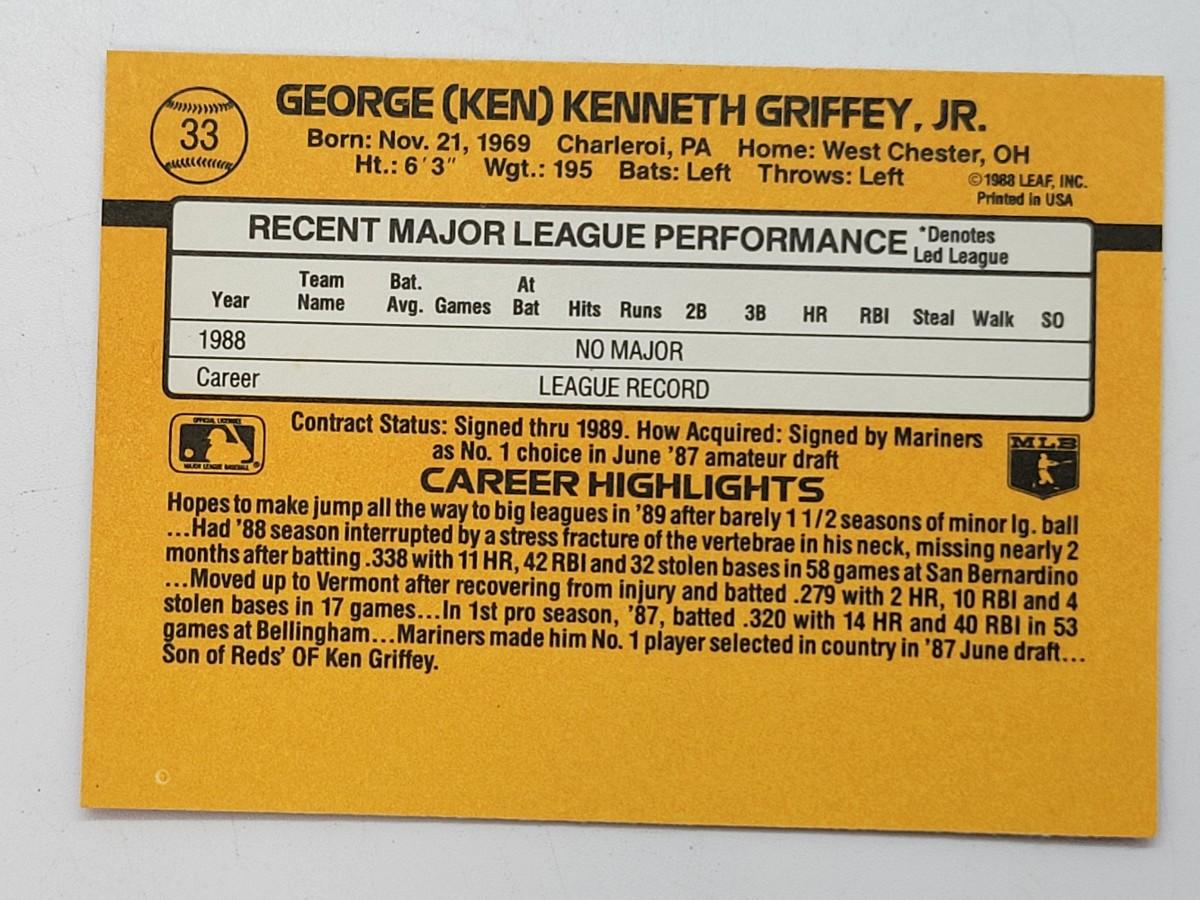 33
GEORGE (KEN) KENNETH GRIFFEY, JR.
Born: Nov. 21, 1969 Charleroi, PA Home: West Chester, OH
Ht.: 6'3" Wgt.: 195 Bats: Left Throws: Left
©1988 LEAF, INC.
Printed in USA
RECENT MAJOR LEAGUE PERFORMANCE *Denotes Led League
Year Team Name Bat. Avg. Games At Bat Hits Runs 2B 3B HR RBI Steal Walk SO
1988 NO MAJOR
Career LEAGUE RECORD
OFFICIAL LICENSEE
MAJOR LEAGUE BASEBALL®
Contract Status: Signed thru 1989. How Acquired: Signed by Mariners
as No. 1 choice in June '87 amateur draft
MLB
CAREER HIGHLIGHTS
Hopes to make jump all the way to big leagues in '89 after barely 1 1/2 seasons of minor lg. ball
...Had '88 season interrupted by a stress fracture of the vertebrae in his neck, missing nearly 2
months after batting .338 with 11 HR, 42 RBI and 32 stolen bases in 58 games at San Bernardino
...Moved up to Vermont after recovering from injury and batted .279 with 2 HR, 10 RBI and 4
stolen bases in 17 games...In 1st pro season, '87, batted .320 with 14 HR and 40 RBI in 53
games at Bellingham...Mariners made him No. 1 player selected in country in '87 June draft...
Son of Reds' OF Ken Griffey.